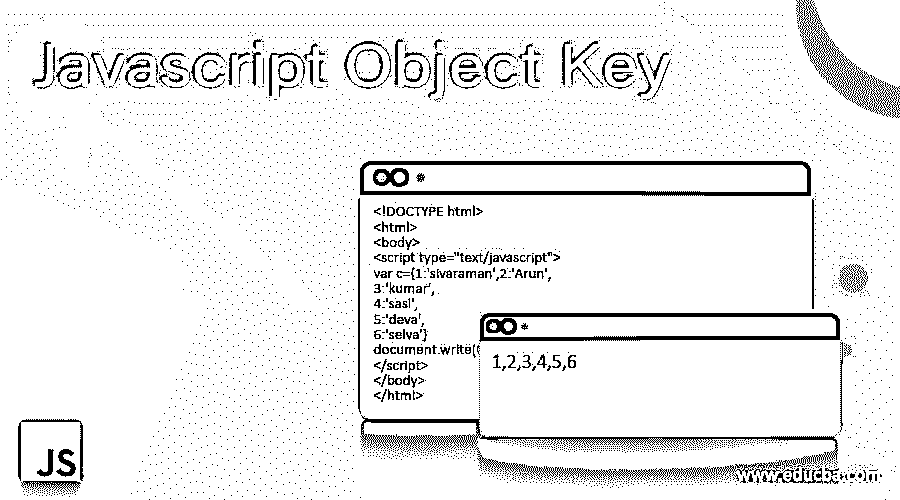 Javascript Object Key
<!DOCTYPE html>
<html>
<body>
<script type="text/javascript">
var c={1:'sivaraman',2:'Arun',
3:'kumar',
4:'sasi',
5:'deva',
6:'selva'}
document.write(
</script>
</body>
</html>
1,2,3,4,5,6
JS
www.educba.com